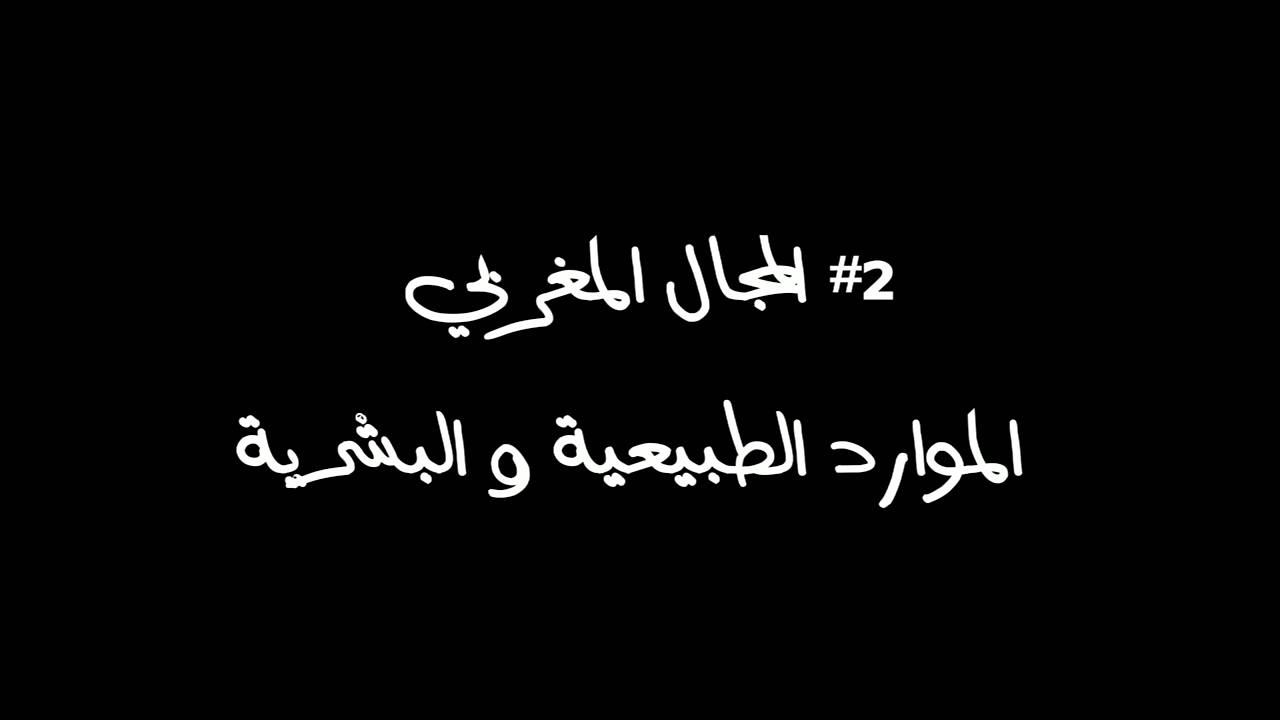 #2 المجال المغربي
الموارد الطبيعية و البشرية